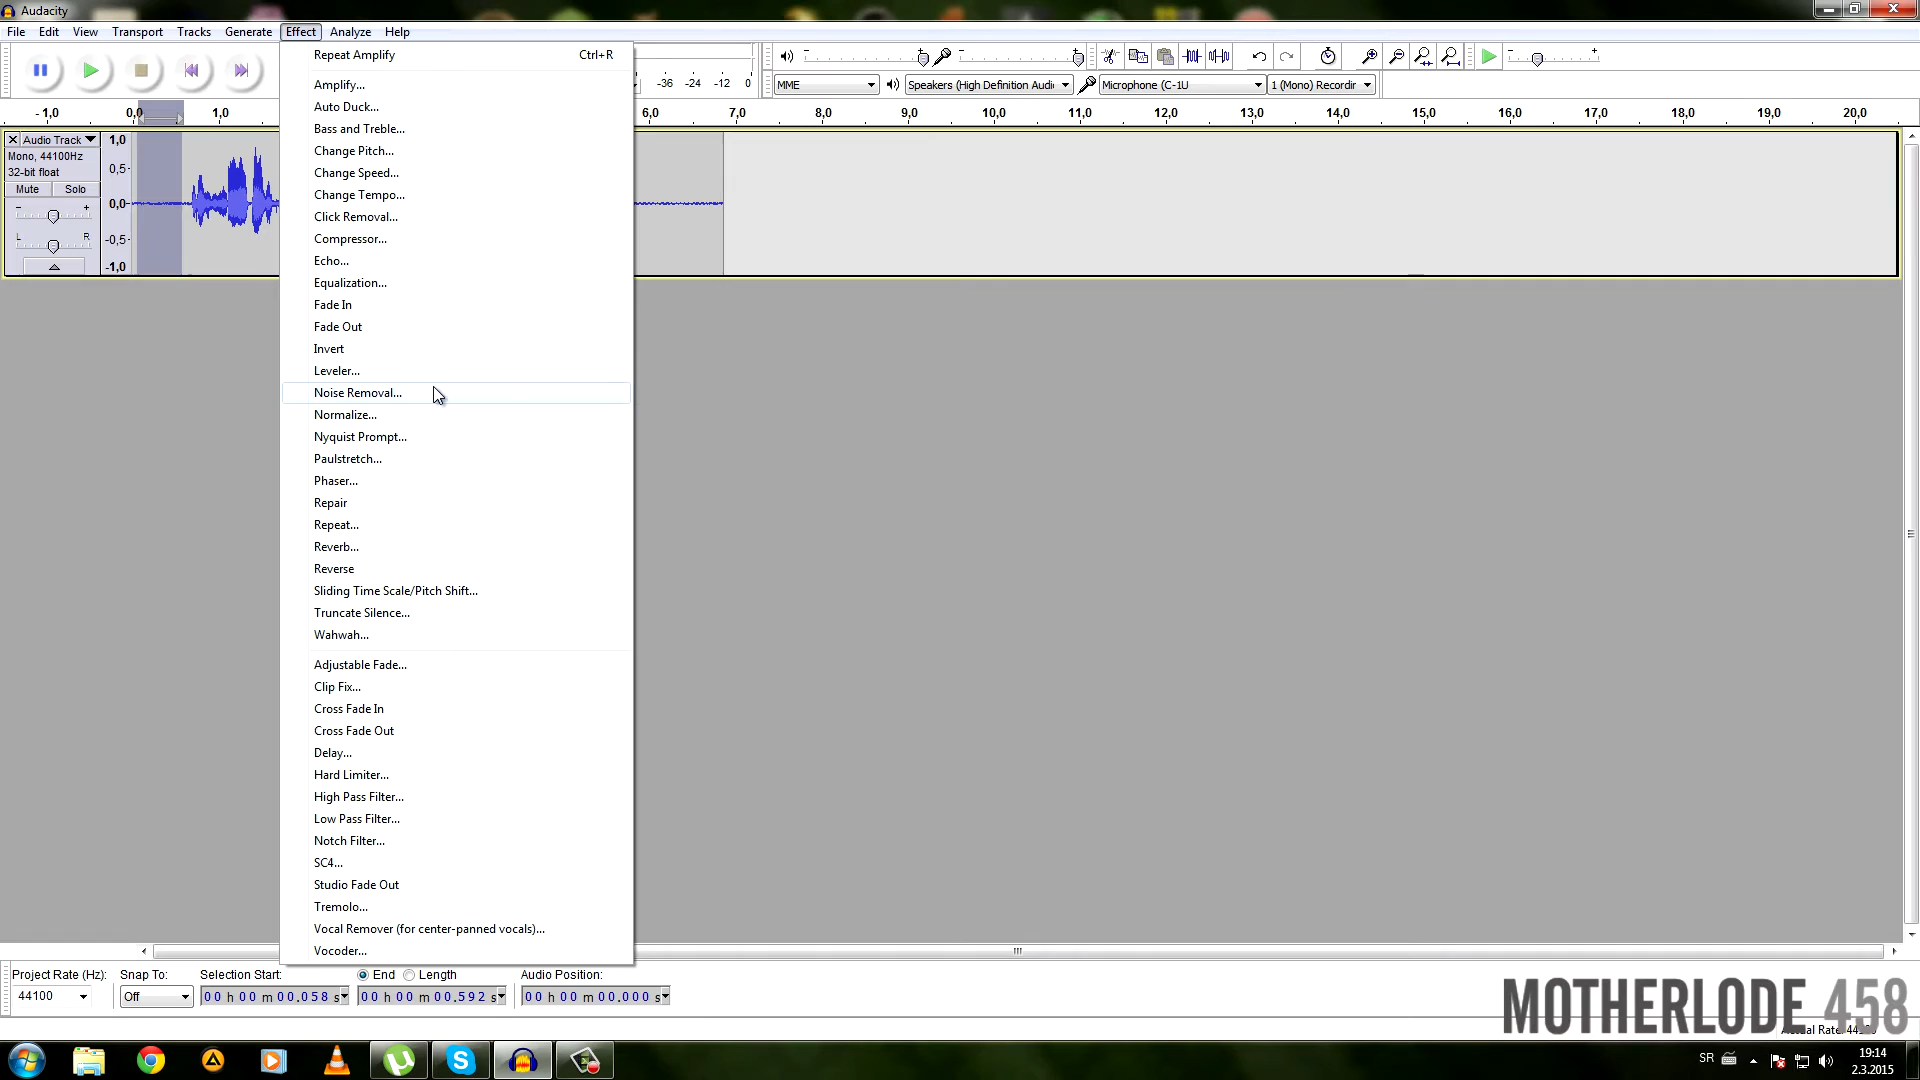 Audacity
File Edit View Transport Tracks Generate Effect Analyze Help
Repeat Amplify Ctrl+R
-36 -24 -12 0
MME Speakers (High Definition Audic Microphone (C-1U 1 (Mono) Recordir
- 1,0 0,0 1,0 6,0 7,0 8,0 9,0 10,0 11,0 12,0 13,0 14,0 15,0 16,0 17,0 18,0 19,0 20,0
Audio Track
Mono, 44100Hz
32-bit float
Mute Solo
- +
L R
1,0
0,5-
0,0-
-0,5-
-1,0
Amplify...
Auto Duck...
Bass and Treble...
Change Pitch...
Change Speed...
Change Tempo...
Click Removal...
Compressor...
Echo...
Equalization...
Fade In
Fade Out
Invert
Leveler...
Noise Removal...
Normalize...
Nyquist Prompt...
Paulstretch...
Phaser...
Repair
Repeat...
Reverb...
Reverse
Sliding Time Scale/Pitch Shift...
Truncate Silence...
Wahwah...
Adjustable Fade...
Clip Fix...
Cross Fade In
Cross Fade Out
Delay...
Hard Limiter...
High Pass Filter...
Low Pass Filter...
Notch Filter...
SC4...
Studio Fade Out
Tremolo...
Vocal Remover (for center-panned vocals)...
Vocoder...
Project Rate (Hz): Snap To: Selection Start: End Length Audio Position:
44100 Off 00 h 00 m 00.058 s 00 h 00 m 00.592 s 00 h 00 m 00.000 s
MOTHERLODE 458
Actual Rate: 44100
SR
19:14
2.3.2015